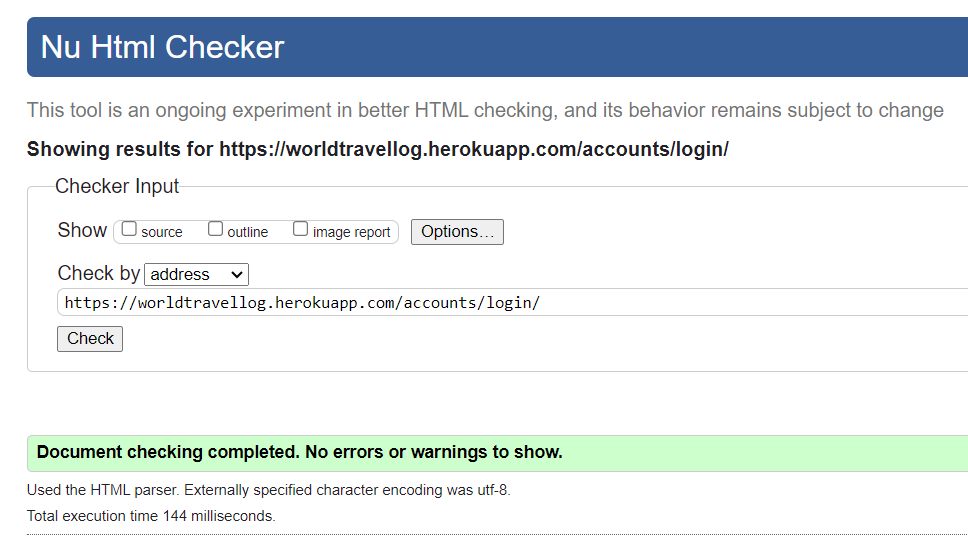 Nu Html Checker
This tool is an ongoing experiment in better HTML checking, and its behavior remains subject to change
Showing results for https://worldtravellog.herokuapp.com/accounts/login/
Checker Input
Show source outline image report Options...
Check by address
https://worldtravellog.herokuapp.com/accounts/login/
Check
Document checking completed. No errors or warnings to show.
Used the HTML parser. Externally specified character encoding was utf-8.
Total execution time 144 milliseconds.